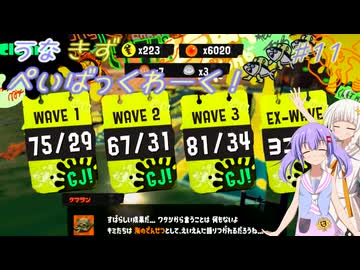 うなきず
ぺいばっくわーく！
#11
x223
x6020
x3
WAVE 1
75/29
GJ!
WAVE 2
67/31
GJ!
WAVE 3
81/34
GJ!
EX-WAVE
クマサン
すばらしい成果だ… ワタシから言うことは 何もないよ
キミたちは 海のでんせつとして、えいえんに語りつがれるだろう…